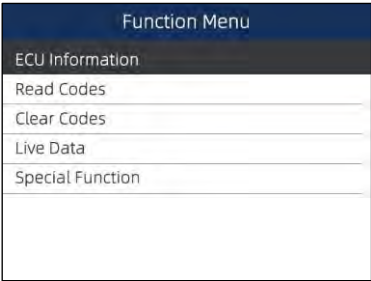 Function Menu
ECU Information
Read Codes
Clear Codes
Live Data
Special Function